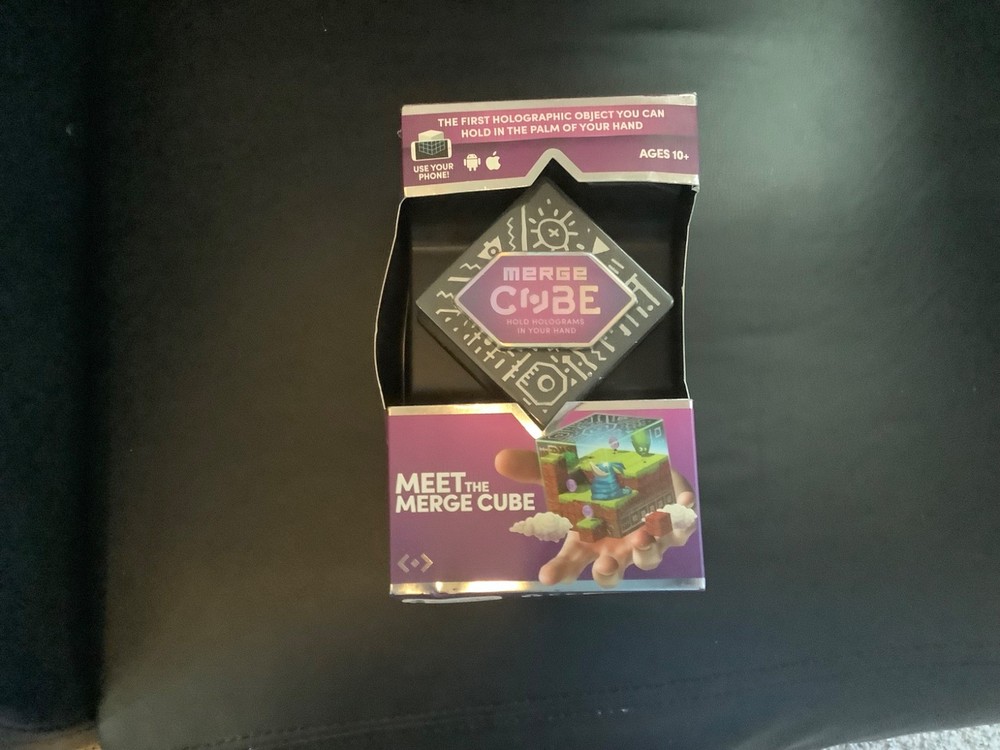 THE FIRST HOLOGRAPHIC OBJECT YOU CAN
HOLD IN THE PALM OF YOUR HAND
USE YOUR
PHONE!
AGES 10+
MERGE
CUBE
HOLD HOLOGRAMS
IN YOUR HAND
MEET THE
MERGE CUBE